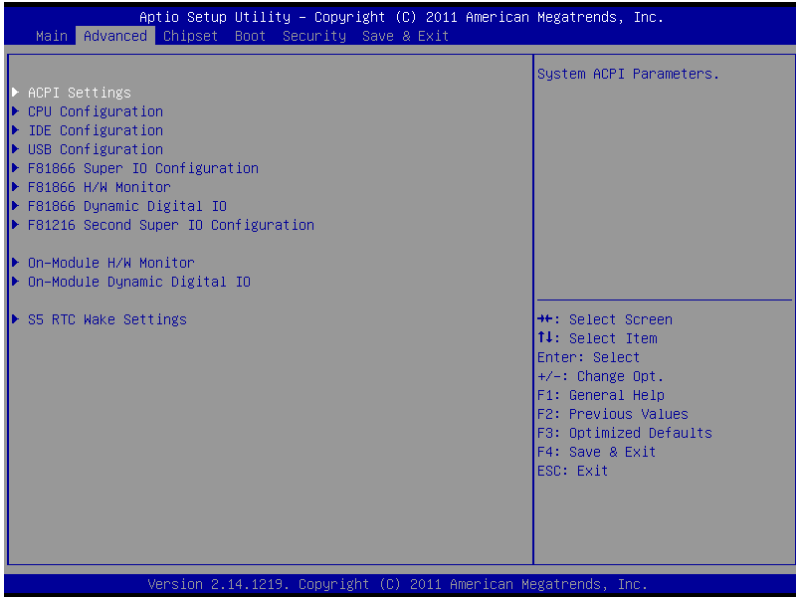 Aptio Setup Utility – Copyright (C) 2011 American Megatrends, Inc.
Main Advanced Chipset Boot Security Save & Exit
System ACPI Parameters.
ACPI Settings
CPU Configuration
IDE Configuration
USB Configuration
F81866 Super IO Configuration
F81866 H/W Monitor
F81866 Dynamic Digital IO
F81216 Second Super IO Configuration
On-Module H/W Monitor
On-Module Dynamic Digital IO
S5 RTC Wake Settings
→←: Select Screen
↑↓: Select Item
Enter: Select
+/-: Change Opt.
F1: General Help
F2: Previous Values
F3: Optimized Defaults
F4: Save & Exit
ESC: Exit
Version 2.14.1219. Copyright (C) 2011 American Megatrends, Inc.